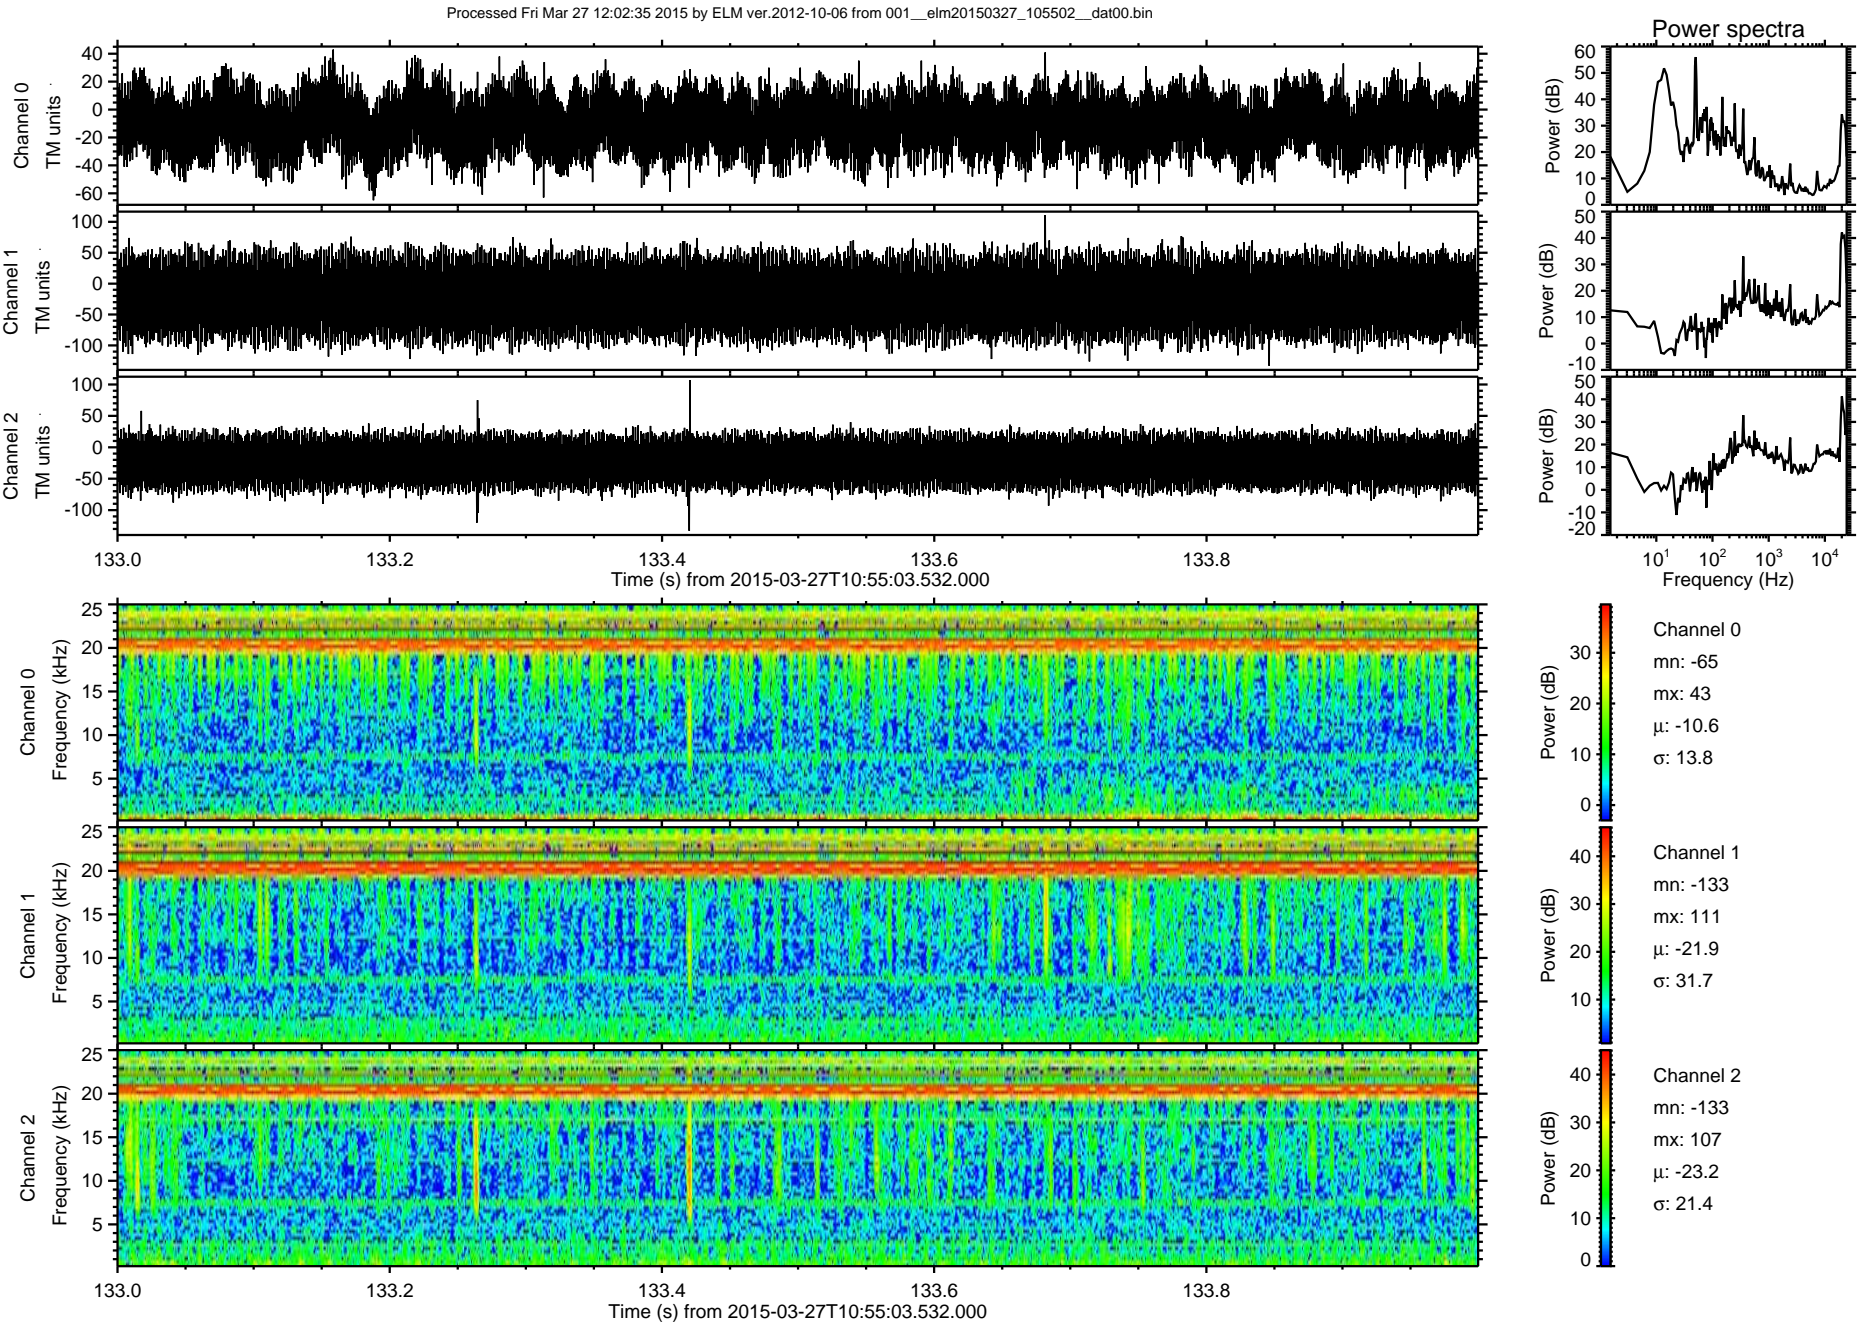 Processed Fri Mar 27 12:02:35 2015 by ELM ver.2012-10-06 from 001__elm20150327_105502__dat00.bin
Power spectra
Channel 0
TM units
40
20
0
-20
-40
-60
Power (dB)
60
50
40
30
20
10
0
Channel 1
TM units
100
50
0
-50
-100
Power (dB)
50
40
30
20
10
0
-10
Channel 2
TM units
100
50
0
-50
-100
Power (dB)
50
40
30
20
10
0
-10
-20
133.0 133.2 133.4 133.6 133.8
Time (s) from 2015-03-27T10:55:03.532.000
10¹ 10² 10³ 10⁴
Frequency (Hz)
Channel 0
Frequency (kHz)
25
20
15
10
5
Power (dB)
30
20
10
0
Channel 0
mn: -65
mx: 43
μ: -10.6
σ: 13.8
Channel 1
Frequency (kHz)
25
20
15
10
5
Power (dB)
40
30
20
10
Channel 1
mn: -133
mx: 111
μ: -21.9
σ: 31.7
Channel 2
Frequency (kHz)
25
20
15
10
5
Power (dB)
40
30
20
10
0
Channel 2
mn: -133
mx: 107
μ: -23.2
σ: 21.4
133.0 133.2 133.4 133.6 133.8
Time (s) from 2015-03-27T10:55:03.532.000